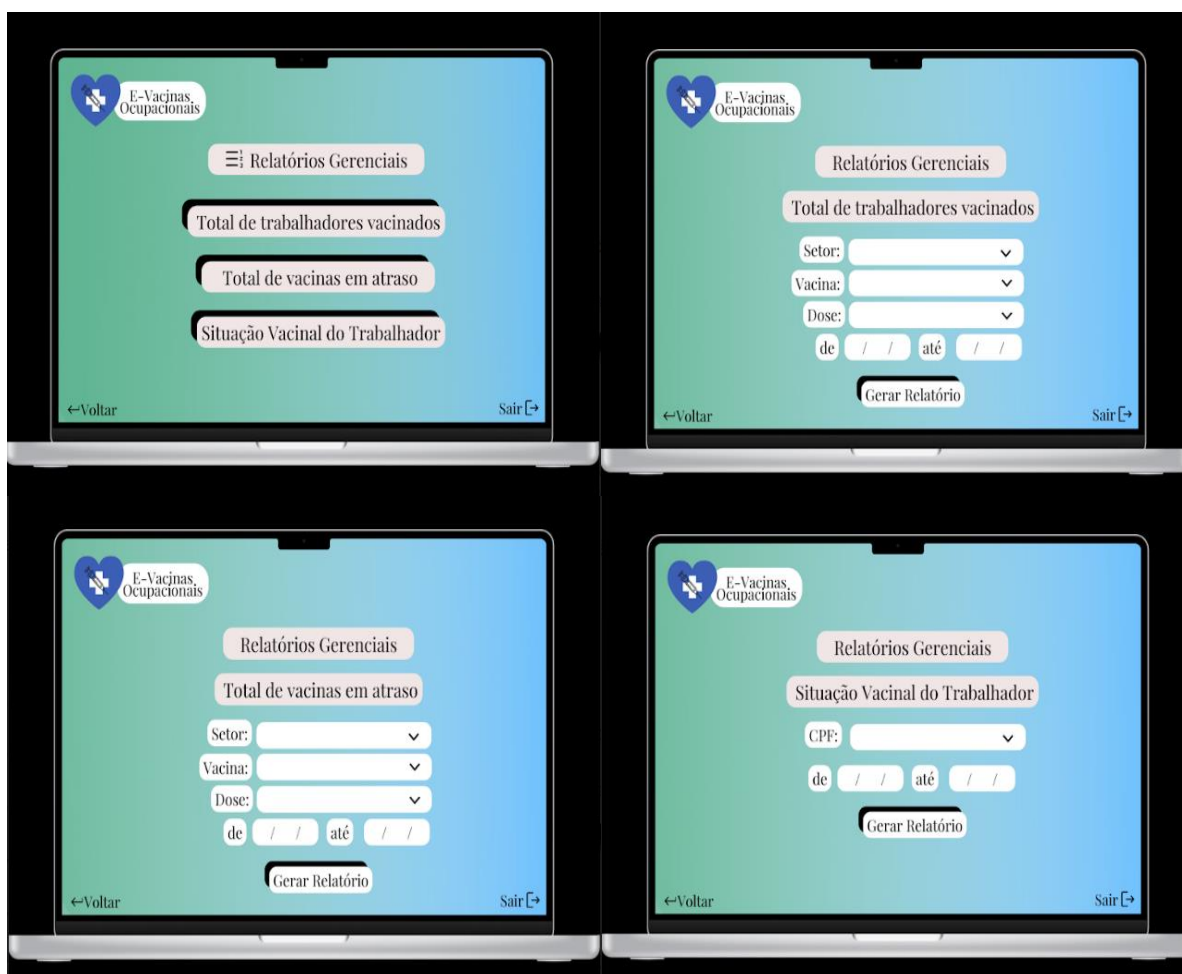 E-Vacinas
Ocupacionais
Relatórios Gerenciais
Total de trabalhadores vacinados
Total de vacinas em atraso
Situação Vacinal do Trabalhador
←Voltar
Sair
E-Vacinas
Ocupacionais
Relatórios Gerenciais
Total de trabalhadores vacinados
Setor:
Vacina:
Dose:
de / / até / /
Gerar Relatório
←Voltar
Sair
E-Vacinas
Ocupacionais
Relatórios Gerenciais
Total de vacinas em atraso
Setor:
Vacina:
Dose:
de / / até / /
Gerar Relatório
←Voltar
Sair
E-Vacinas
Ocupacionais
Relatórios Gerenciais
Situação Vacinal do Trabalhador
CPF:
de / / até / /
Gerar Relatório
←Voltar
Sair